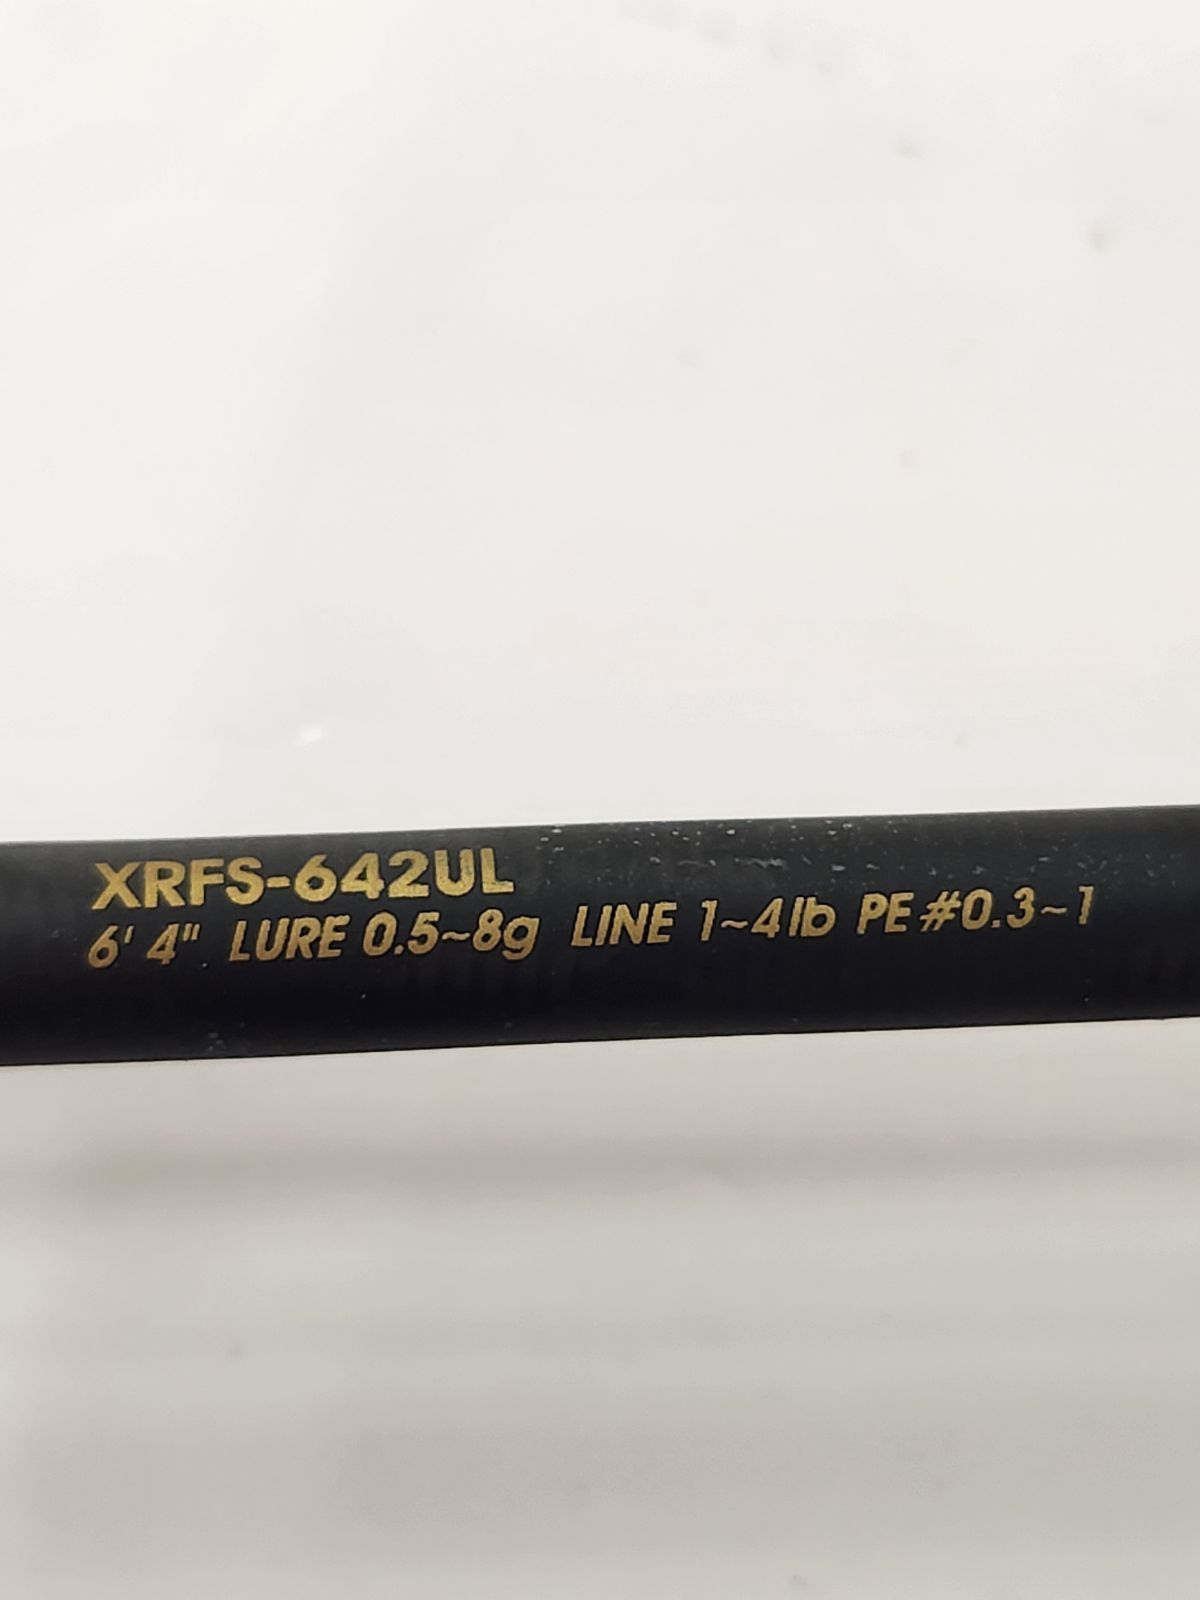 XRFS-642UL
6' 4" LURE 0.5~8g LINE 1~4lb PE #0.3~1